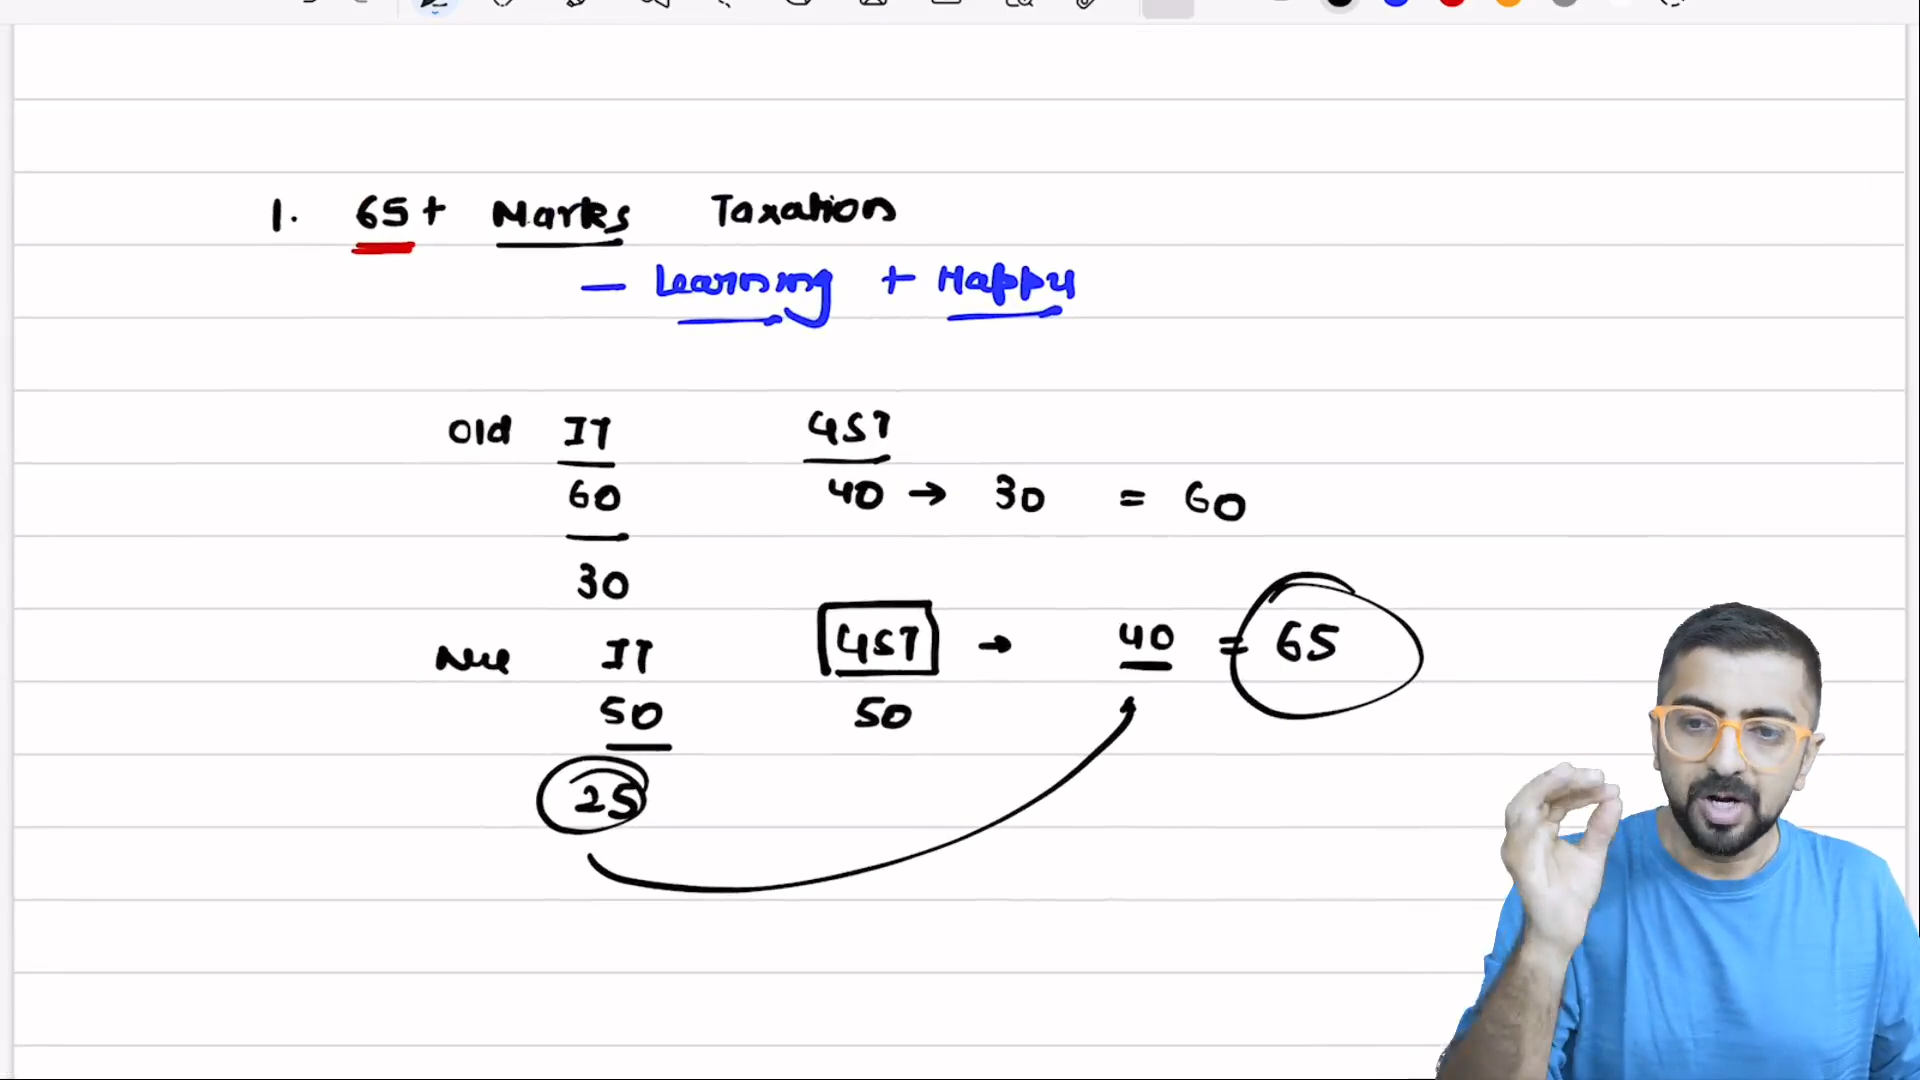 1. 65+ Marks Taxation
- Learning + Happy
Old IT GST
60 40 → 30 = 60
30
New IT GST → 40 = 65
50 50
25